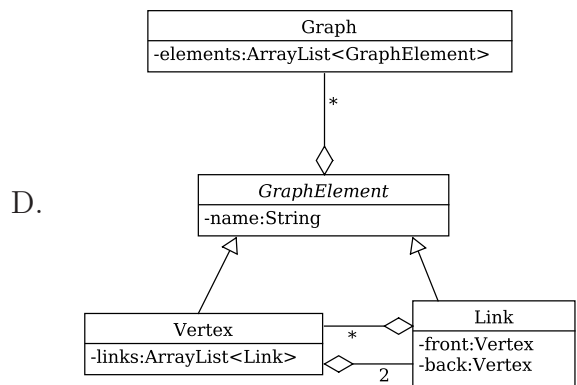 Graph
-elements:ArrayList<GraphElement>
*
D.
GraphElement
-name:String
Vertex
-links:ArrayList<Link>
*
2
Link
-front:Vertex
-back:Vertex